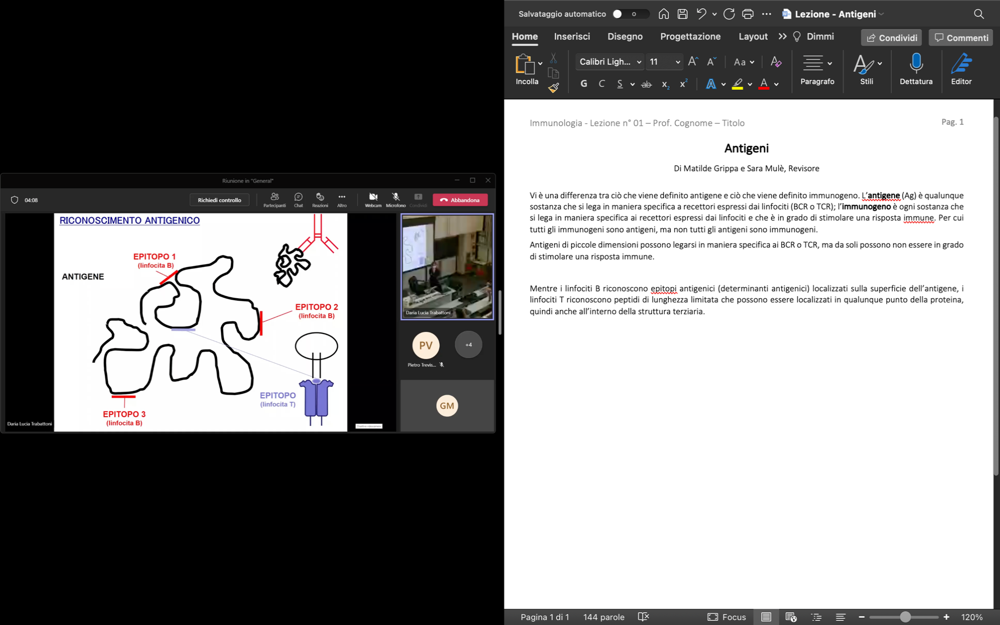 Riunione in "General"
04:08
Richiedi controllo
Partecipanti
Chat
Reazioni
Altro
Webcam
Microfono
Condividi
Abbandona
RICONOSCIMENTO ANTIGENICO
EPITOPO 1
(linfocita B)
ANTIGENE
EPITOPO 2
(linfocita B)
EPITOPO
(linfocita T)
EPITOPO 3
(linfocita B)
Daria Lucia Trabattoni
Daria Lucia Trabattoni
PV
+4
Pietro Trevis...
GM
Salvataggio automatico
Lezione - Antigeni
Home
Inserisci
Disegno
Progettazione
Layout
Dimmi
Condividi
Commenti
Incolla
Calibri Ligh...
11
Aa
G
C
S
ab
x2
x2
A
A
Paragrafo
Stili
Dettatura
Editor
Immunologia - Lezione n° 01 – Prof. Cognome – Titolo
Pag. 1
Antigeni
Di Matilde Grippa e Sara Mulè, Revisore
Vi è una differenza tra ciò che viene definito antigene e ciò che viene definito immunogeno. L’antigene (Ag) è qualunque
sostanza che si lega in maniera specifica a recettori espressi dai linfociti (BCR o TCR); l’immunogeno è ogni sostanza che
si lega in maniera specifica ai recettori espressi dai linfociti e che è in grado di stimolare una risposta immune. Per cui
tutti gli immunogeni sono antigeni, ma non tutti gli antigeni sono immunogeni.
Antigeni di piccole dimensioni possono legarsi in maniera specifica ai BCR o TCR, ma da soli possono non essere in grado
di stimolare una risposta immune.
Mentre i linfociti B riconoscono epitopi antigenici (determinanti antigenici) localizzati sulla superficie dell’antigene, i
linfociti T riconoscono peptidi di lunghezza limitata che possono essere localizzati in qualunque punto della proteina,
quindi anche all’interno della struttura terziaria.
Pagina 1 di 1
144 parole
Focus
120%